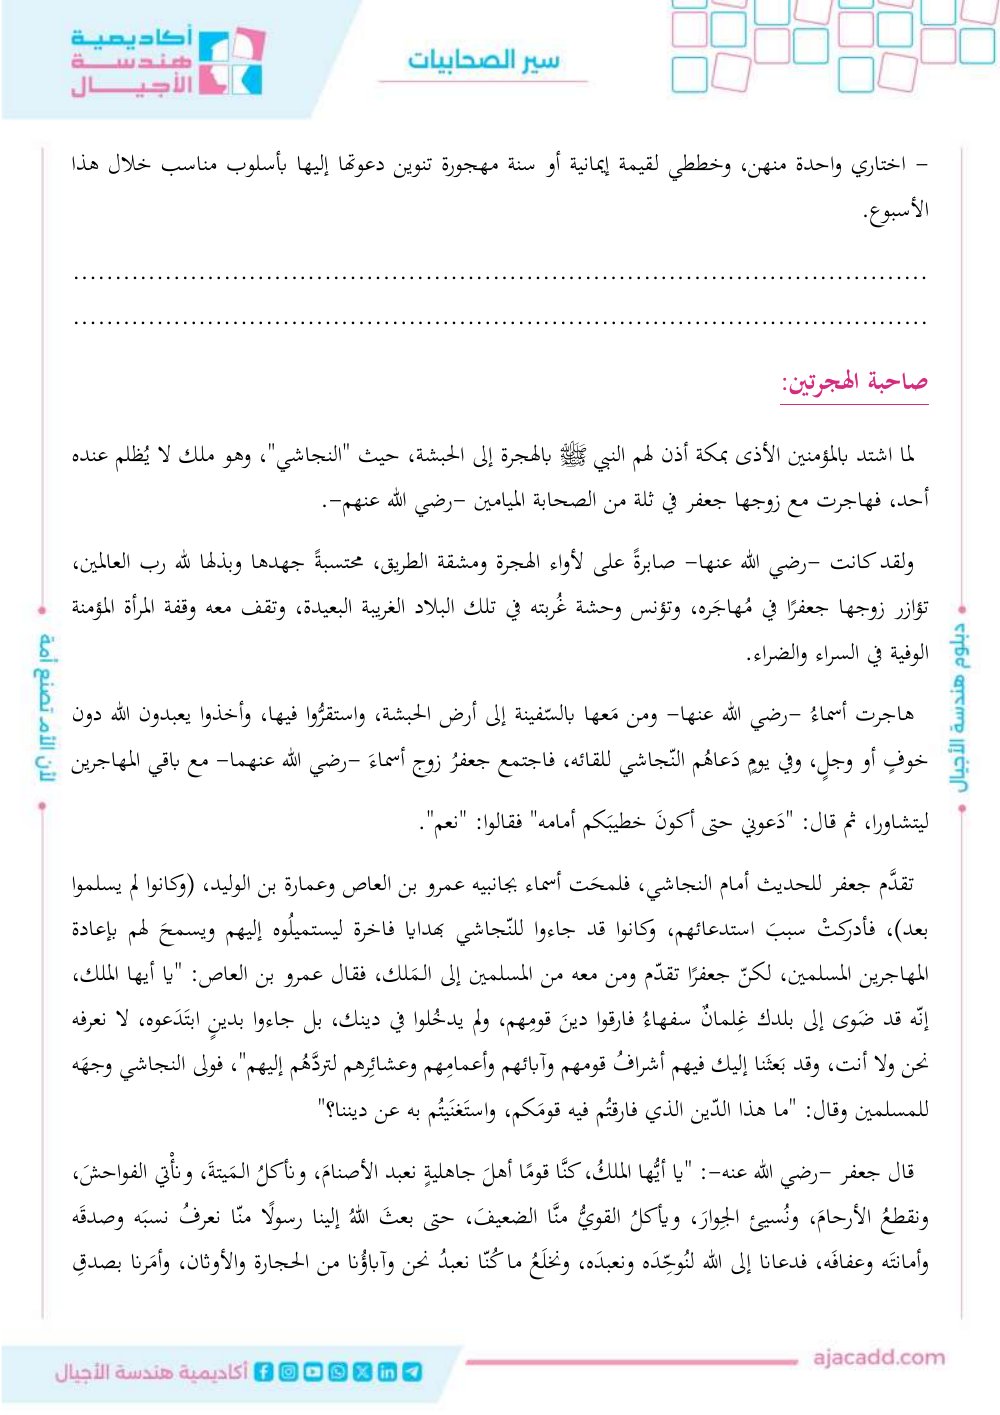 أكاديمية
هندسة
الأجيال
سير الصحابيات
– اختاري واحدة منهن، وخططي لقيمة إيمانية أو سنة مهجورة تنوين دعوتها إليها بأسلوب مناسب خلال هذا
الأسبوع.
..........................................................................................
..........................................................................................
صاحبة الهجرتين:
لما اشتد بالمؤمنين الأذى بمكة أذن لهم النبي ﷺ بالهجرة إلى الحبشة، حيث "النجاشي"، وهو ملك لا يُظلم عنده
أحد، فهاجرت مع زوجها جعفر في ثلة من الصحابة الميامين –رضي الله عنهم–.
ولقد كانت –رضي الله عنها– صابرةً على لأواء الهجرة ومشقة الطريق، محتسبةً جهدها وبذلها لله رب العالمين،
تؤازر زوجها جعفرًا في مُهاجَره، وتؤنس وحشة غُربته في تلك البلاد الغريبة البعيدة، وتقف معه وقفة المرأة المؤمنة
الوفية في السراء والضراء.
هاجرت أسماءُ –رضي الله عنها– ومن مَعها بالسّفينة إلى أرض الحبشة، واستقرُّوا فيها، وأخذوا يعبدون الله دون
خوفٍ أو وجلٍ، وفي يومٍ دَعاهُم النّجاشي للقائه، فاجتمع جعفرُ زوج أسماءَ –رضي الله عنهما– مع باقي المهاجرين
ليتشاورا، ثم قال: "دَعوني حتى أكونَ خطيبَكم أمامه" فقالوا: "نعم".
تقدَّم جعفر للحديث أمام النجاشي، فلمحَت أسماء بجانبيه عمرو بن العاص وعمارة بن الوليد، (وكانوا لم يسلموا
بعد)، فأدركتْ سببَ استدعائهم، وكانوا قد جاءوا للنّجاشي بهدايا فاخرة ليستميلُوه إليهم ويسمحَ لهم بإعادة
المهاجرين المسلمين، لكنّ جعفرًا تقدّم ومن معه من المسلمين إلى الـمَلك، فقال عمرو بن العاص: "يا أيها الملك،
إنّه قد ضَوى إلى بلدك غِلمانٌ سفهاءُ فارقوا دينَ قومِهم، ولم يدخُلوا في دينك، بل جاءوا بدينٍ ابتَدَعوه، لا نعرفه
نحن ولا أنت، وقد بَعثَنا إليك فيهم أشرافُ قومهم وآبائهم وأعمامِهم وعشائِرهم لتردَّهُم إليهم"، فولى النجاشي وجهَه
للمسلمين وقال: "ما هذا الدّين الذي فارقتُم فيه قومَكم، واستَغنَيتُم به عن ديننا؟"
قال جعفر –رضي الله عنه–: "يا أيُّها الملكُ، كنَّا قومًا أهلَ جاهليةٍ نعبد الأصنامَ، ونأكلُ الـمَيتةَ، ونأْتي الفواحشَ،
ونقطعُ الأرحامَ، ونُسيئ الجِوارَ، ويأكلُ القويُّ منَّا الضعيفَ، حتى بعثَ اللهُ إلينا رسولًا منّا نعرفُ نسبَه وصدقَه
وأمانتَه وعفافَه، فدعانا إلى الله لنُوحِّدَه ونعبدَه، ونخلَعُ ما كُنّا نعبدُ نحن وآباؤُنا من الحجارة والأوثان، وأمَرنا بصدقِ
دبلوم هندسة الأجيال
لأن الأم تصنع أمة
أكاديمية هندسة الأجيال
ajacadd.com